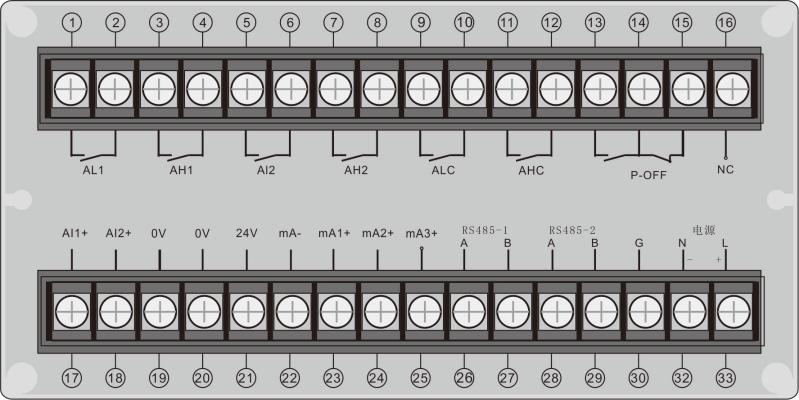 1 2 3 4 5 6 7 8 9 10 11 12 13 14 15 16
AL1 AH1 AI2 AH2 ALC AHC P-OFF NC
AI1+ AI2+ 0V 0V 24V mA- mA1+ mA2+ mA3+ RS485-1 RS485-2 电源
A B A B G N L
- +
17 18 19 20 21 22 23 24 25 26 27 28 29 30 32 33